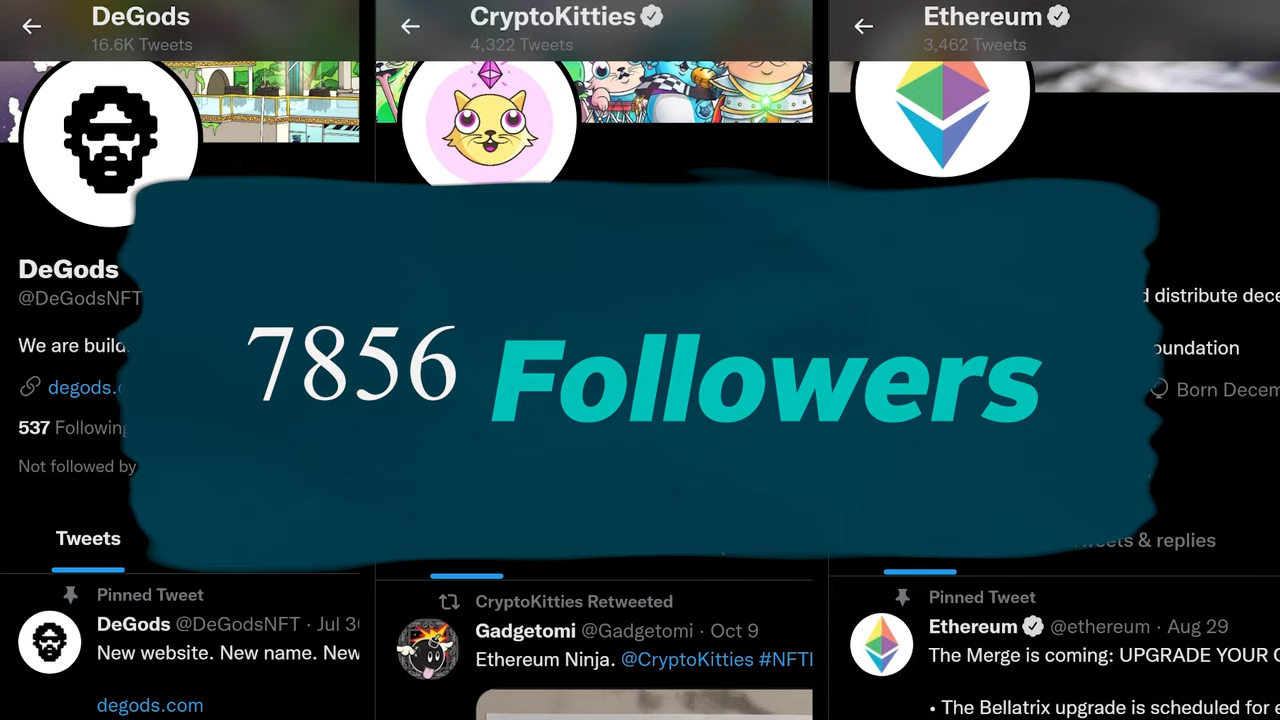 DeGods
16.6K Tweets
DeGods
@DeGodsNFT
We are build
degods.
537 Following
Not followed by
Tweets
Pinned Tweet
DeGods @DeGodsNFT · Jul 3
New website. New name. New
degods.com
CryptoKitties
4,322 Tweets
7856 Followers
CryptoKitties Retweeted
Gadgetomi @Gadgetomi · Oct 9
Ethereum Ninja. @CryptoKitties #NFTI
Ethereum
3,462 Tweets
d distribute dece
oundation
Born Decem
Tweets & replies
Pinned Tweet
Ethereum @ethereum · Aug 29
The Merge is coming: UPGRADE YOUR
• The Bellatrix upgrade is scheduled for e